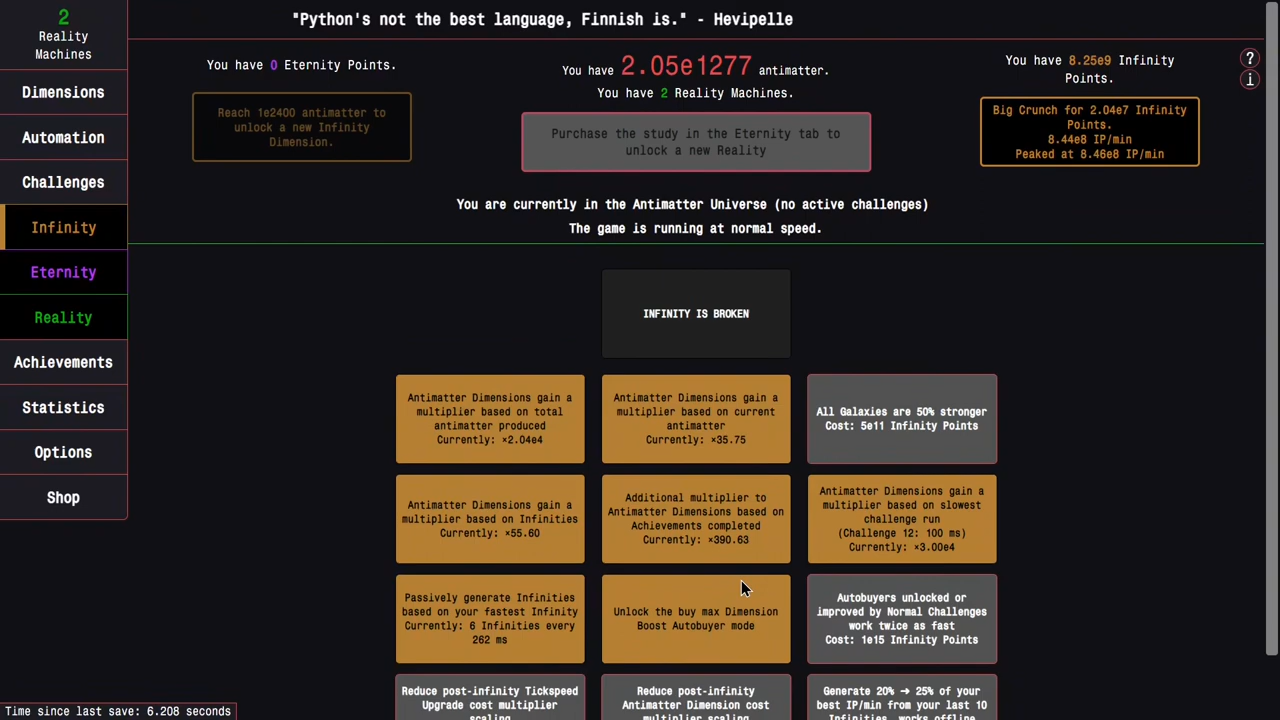 2
Reality
Machines
Dimensions
Automation
Challenges
Infinity
Eternity
Reality
Achievements
Statistics
Options
Shop
"Python's not the best language, Finnish is." - Hevipelle
You have 0 Eternity Points.
Reach 1e2400 antimatter to
unlock a new Infinity
Dimension.
You have 2.05e1277 antimatter.
You have 2 Reality Machines.
Purchase the study in the Eternity tab to
unlock a new Reality
You have 8.25e9 Infinity
Points.
Big Crunch for 2.04e7 Infinity
Points.
8.44e8 IP/min
Peaked at 8.46e8 IP/min
?
i
You are currently in the Antimatter Universe (no active challenges)
The game is running at normal speed.
INFINITY IS BROKEN
Antimatter Dimensions gain a
multiplier based on total
antimatter produced
Currently: ×2.04e4
Antimatter Dimensions gain a
multiplier based on current
antimatter
Currently: ×35.75
All Galaxies are 50% stronger
Cost: 5e11 Infinity Points
Antimatter Dimensions gain a
multiplier based on Infinities
Currently: ×55.60
Additional multiplier to
Antimatter Dimensions based on
Achievements completed
Currently: ×390.63
Antimatter Dimensions gain a
multiplier based on slowest
challenge run
(Challenge 12: 100 ms)
Currently: ×3.00e4
Passively generate Infinities
based on your fastest Infinity
Currently: 6 Infinities every
262 ms
Unlock the buy max Dimension
Boost Autobuyer mode
Autobuyers unlocked or
improved by Normal Challenges
work twice as fast
Cost: 1e15 Infinity Points
Reduce post-infinity Tickspeed
Upgrade cost multiplier
scaling
Reduce post-infinity
Antimatter Dimension cost
multiplier scaling
Generate 20% → 25% of your
best IP/min from your last 10
Infinities, works offline
Time since last save: 6.208 seconds